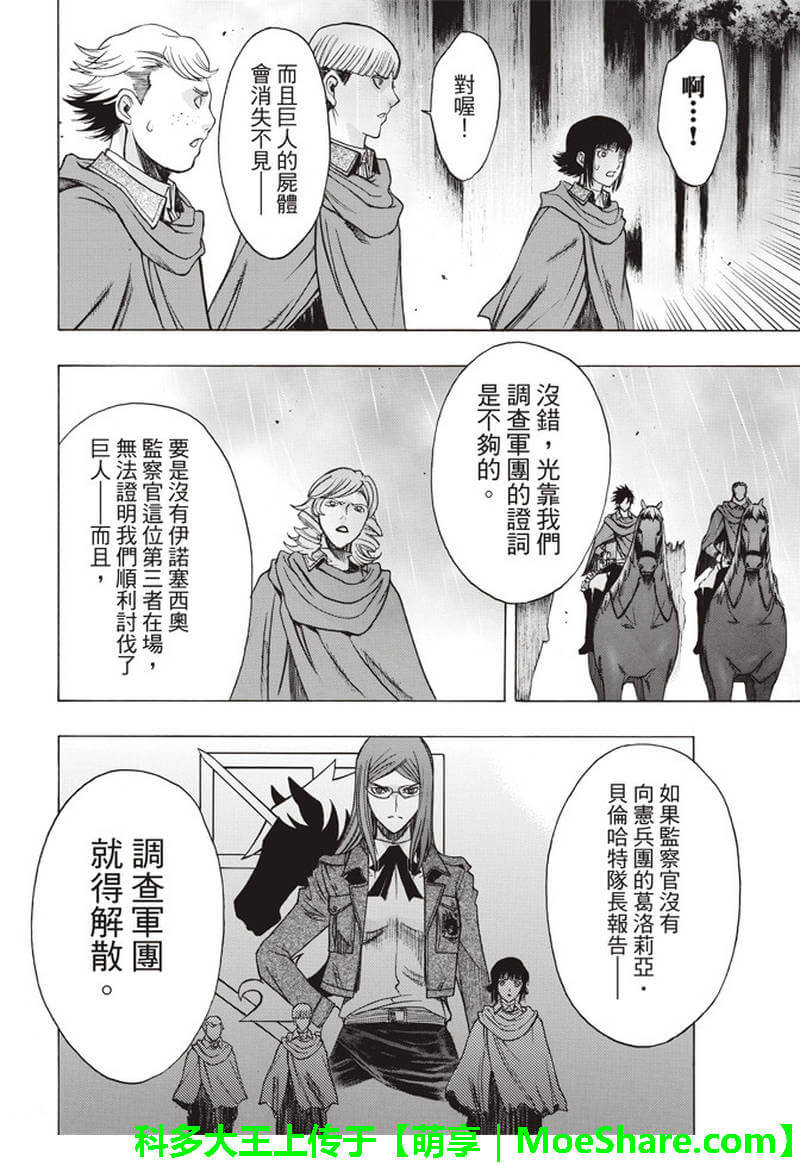 啊…！
對喔！
而且巨人的屍體
會消失不見——
沒錯，光靠我們
調查軍團的證詞
是不夠的。
要是沒有伊諾塞西奧
監察官這位第三者在場，
無法證明我們順利討伐了
巨人——而且，
如果監察官沒有
向憲兵團的葛洛莉亞．
貝倫哈特隊長報告——
調查軍團
就得解散。
科多大王上传于【萌享|MoeShare.com】